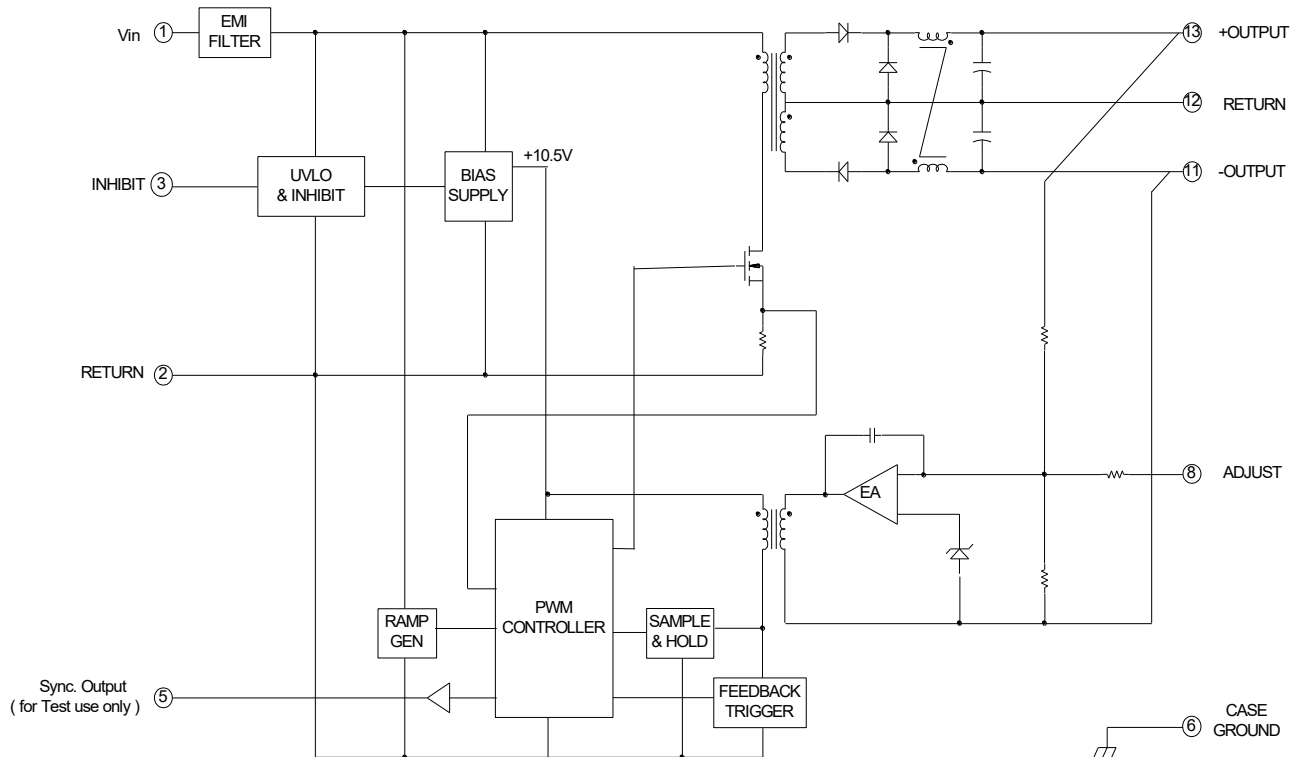 Vin
1
EMI
FILTER
13
+OUTPUT
12
RETURN
11
-OUTPUT
INHIBIT
3
UVLO
& INHIBIT
BIAS
SUPPLY
+10.5V
RETURN
2
EA
8
ADJUST
PWM
CONTROLLER
RAMP
GEN
SAMPLE
& HOLD
FEEDBACK
TRIGGER
Sync. Output
( for Test use only )
5
6
CASE
GROUND